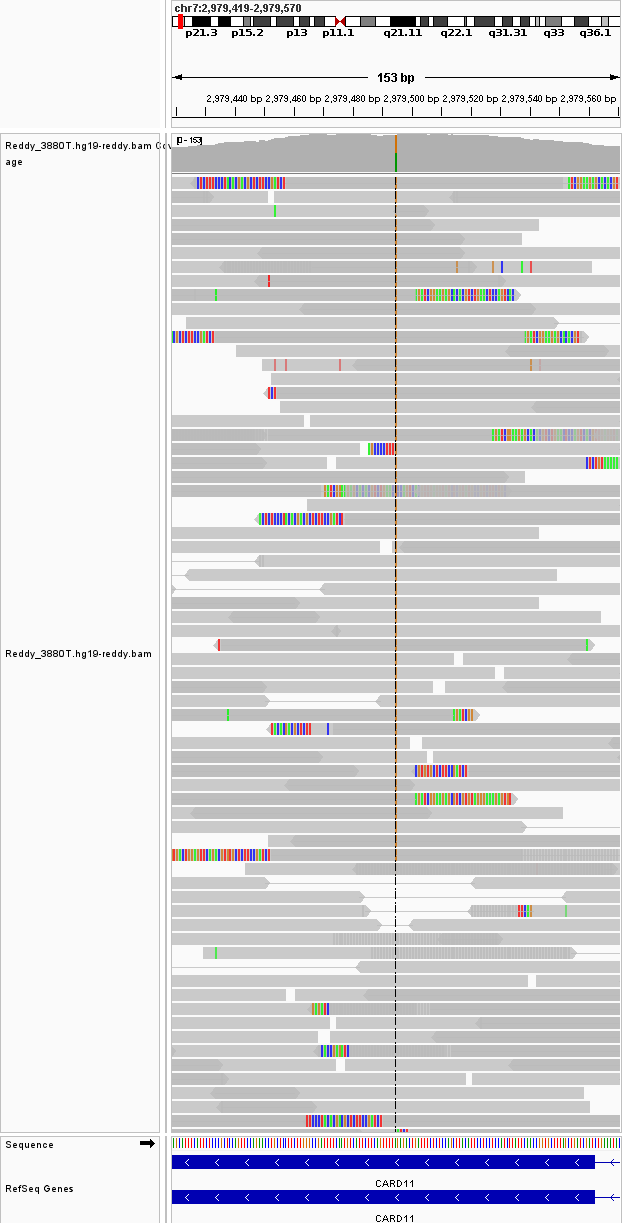 chr7:2,979,419-2,979,570
p21.3 p15.2 p13 p11.1 q21.11 q22.1 q31.31 q33 q36.1
153 bp
2,979,440 bp 2,979,460 bp 2,979,480 bp 2,979,500 bp 2,979,520 bp 2,979,540 bp 2,979,560 bp
[0 - 153]
Reddy_3880T.hg19-reddy.bam Cov
age
Reddy_3880T.hg19-reddy.bam
Sequence
CARD11
RefSeq Genes
CARD11